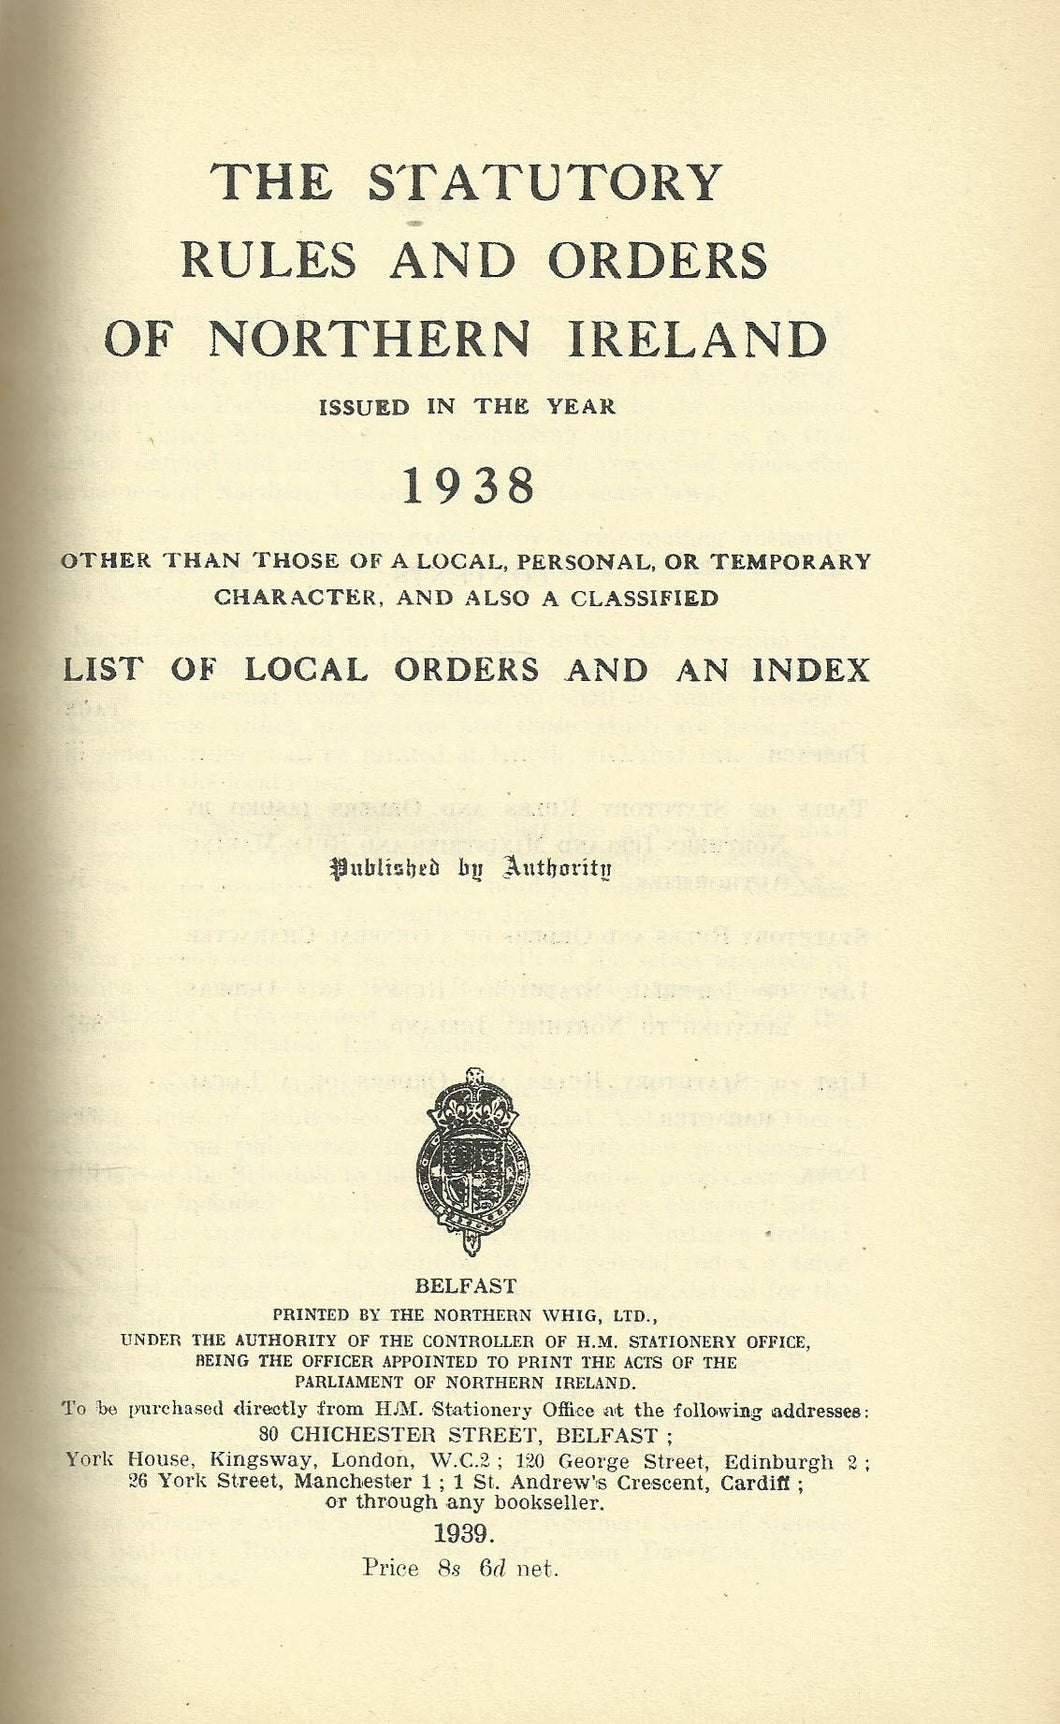 THE STATUTORY
RULES AND ORDERS
OF NORTHERN IRELAND
ISSUED IN THE YEAR
1938
OTHER THAN THOSE OF A LOCAL, PERSONAL, OR TEMPORARY
CHARACTER, AND ALSO A CLASSIFIED
LIST OF LOCAL ORDERS AND AN INDEX
Published by Authority
BELFAST
PRINTED BY THE NORTHERN WHIG, LTD.,
UNDER THE AUTHORITY OF THE CONTROLLER OF H.M. STATIONERY OFFICE,
BEING THE OFFICER APPOINTED TO PRINT THE ACTS OF THE
PARLIAMENT OF NORTHERN IRELAND.
To be purchased directly from H.M. Stationery Office at the following addresses:
80 CHICHESTER STREET, BELFAST ;
York House, Kingsway, London, W.C.2 ; 120 George Street, Edinburgh 2 ;
26 York Street, Manchester 1 ; 1 St. Andrew's Crescent, Cardiff ;
or through any bookseller.
1939.
Price 8s 6d net.